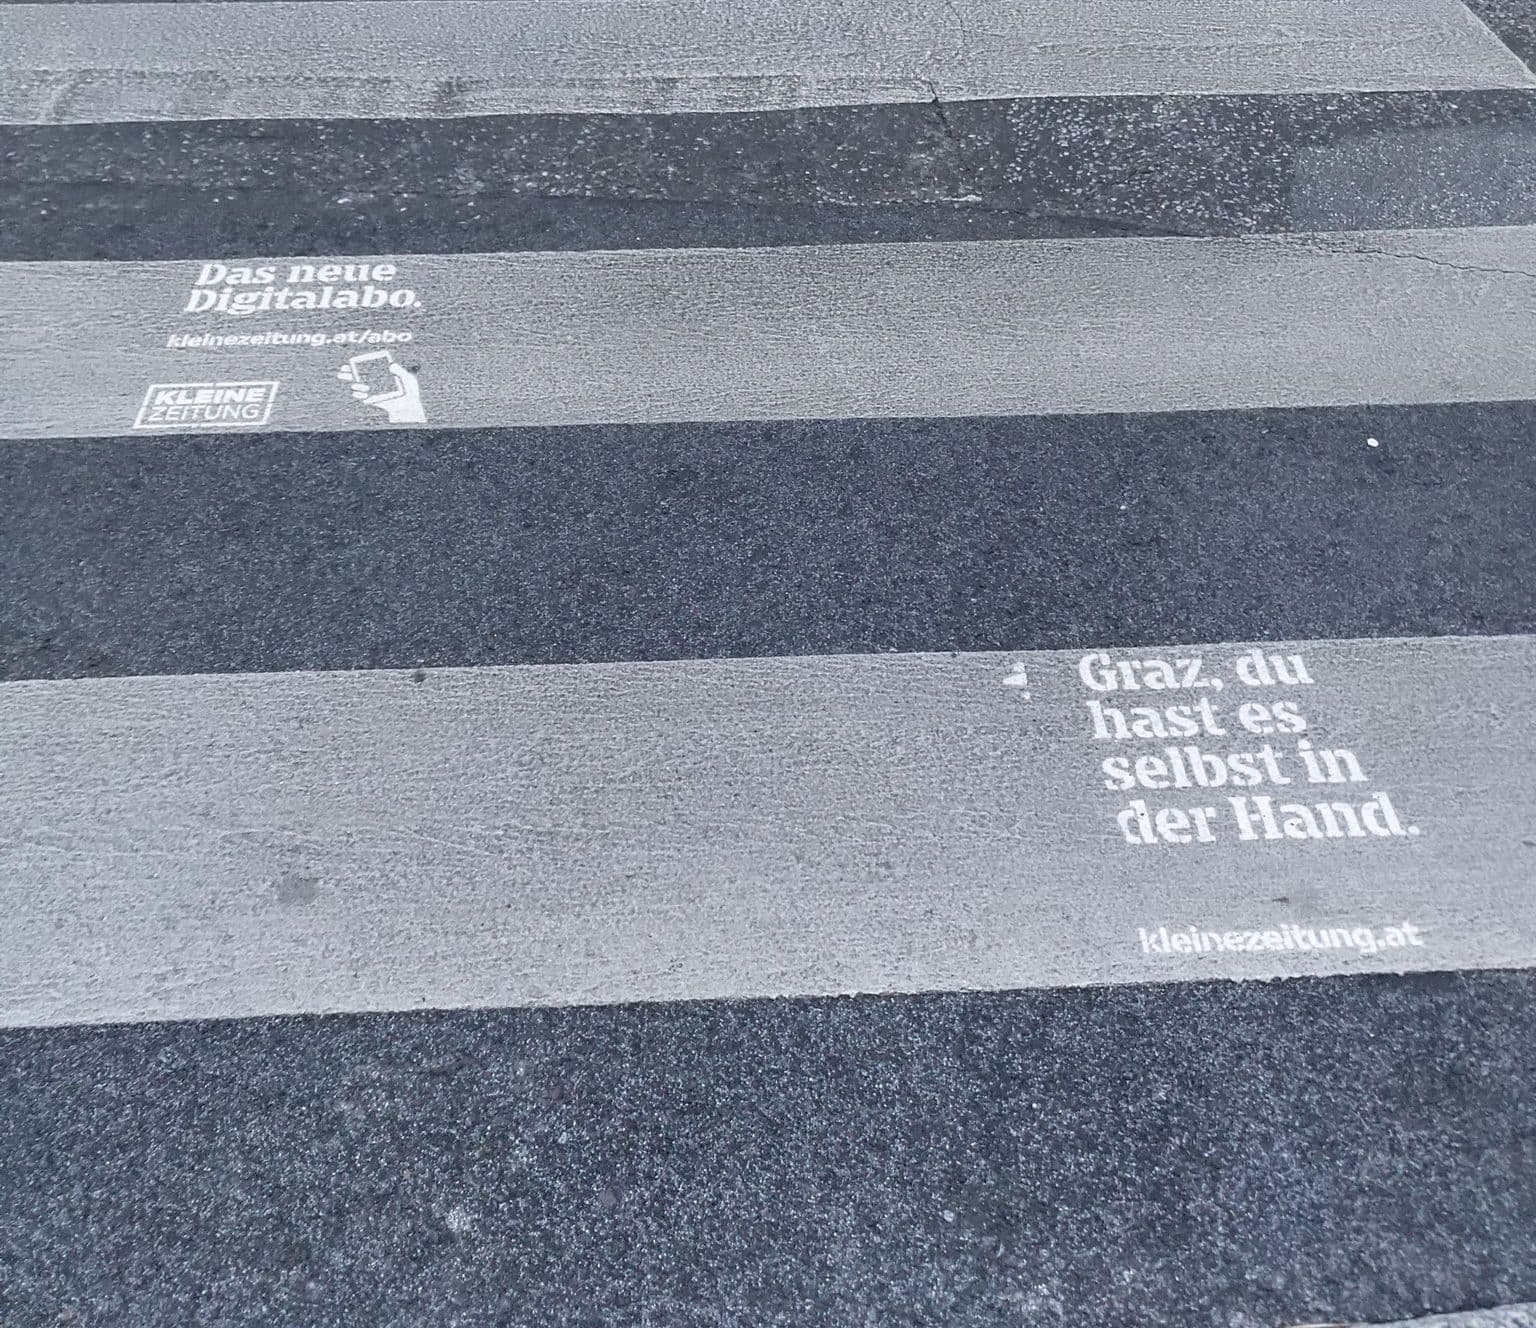 Das neue
Digitalabo.
kleinezeitung.at/abo
KLEINE
ZEITUNG
Graz, du
hast es
selbst in
der Hand.
kleinezeitung.at